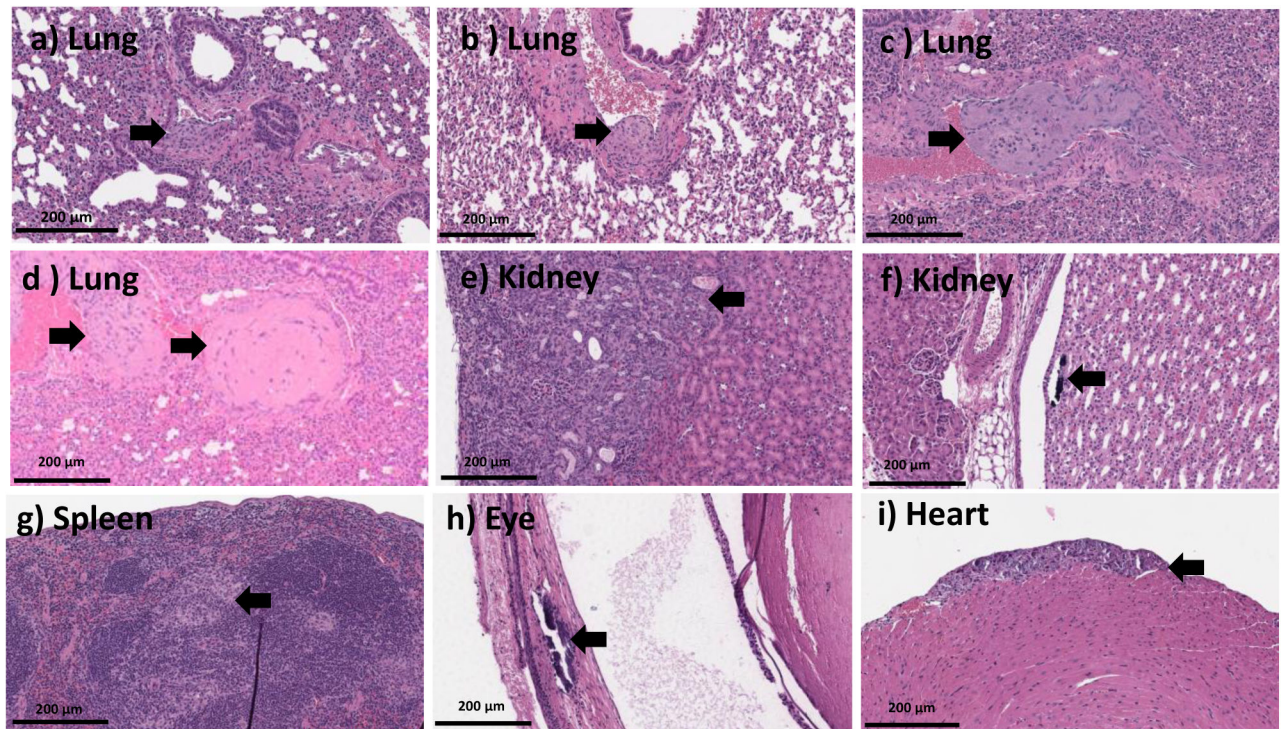 a) Lung
200 µm
b ) Lung
200 µm
c ) Lung
200 µm
d ) Lung
200 µm
e) Kidney
200 µm
f) Kidney
200 µm
g) Spleen
200 µm
h) Eye
200 µm
i) Heart
200 µm